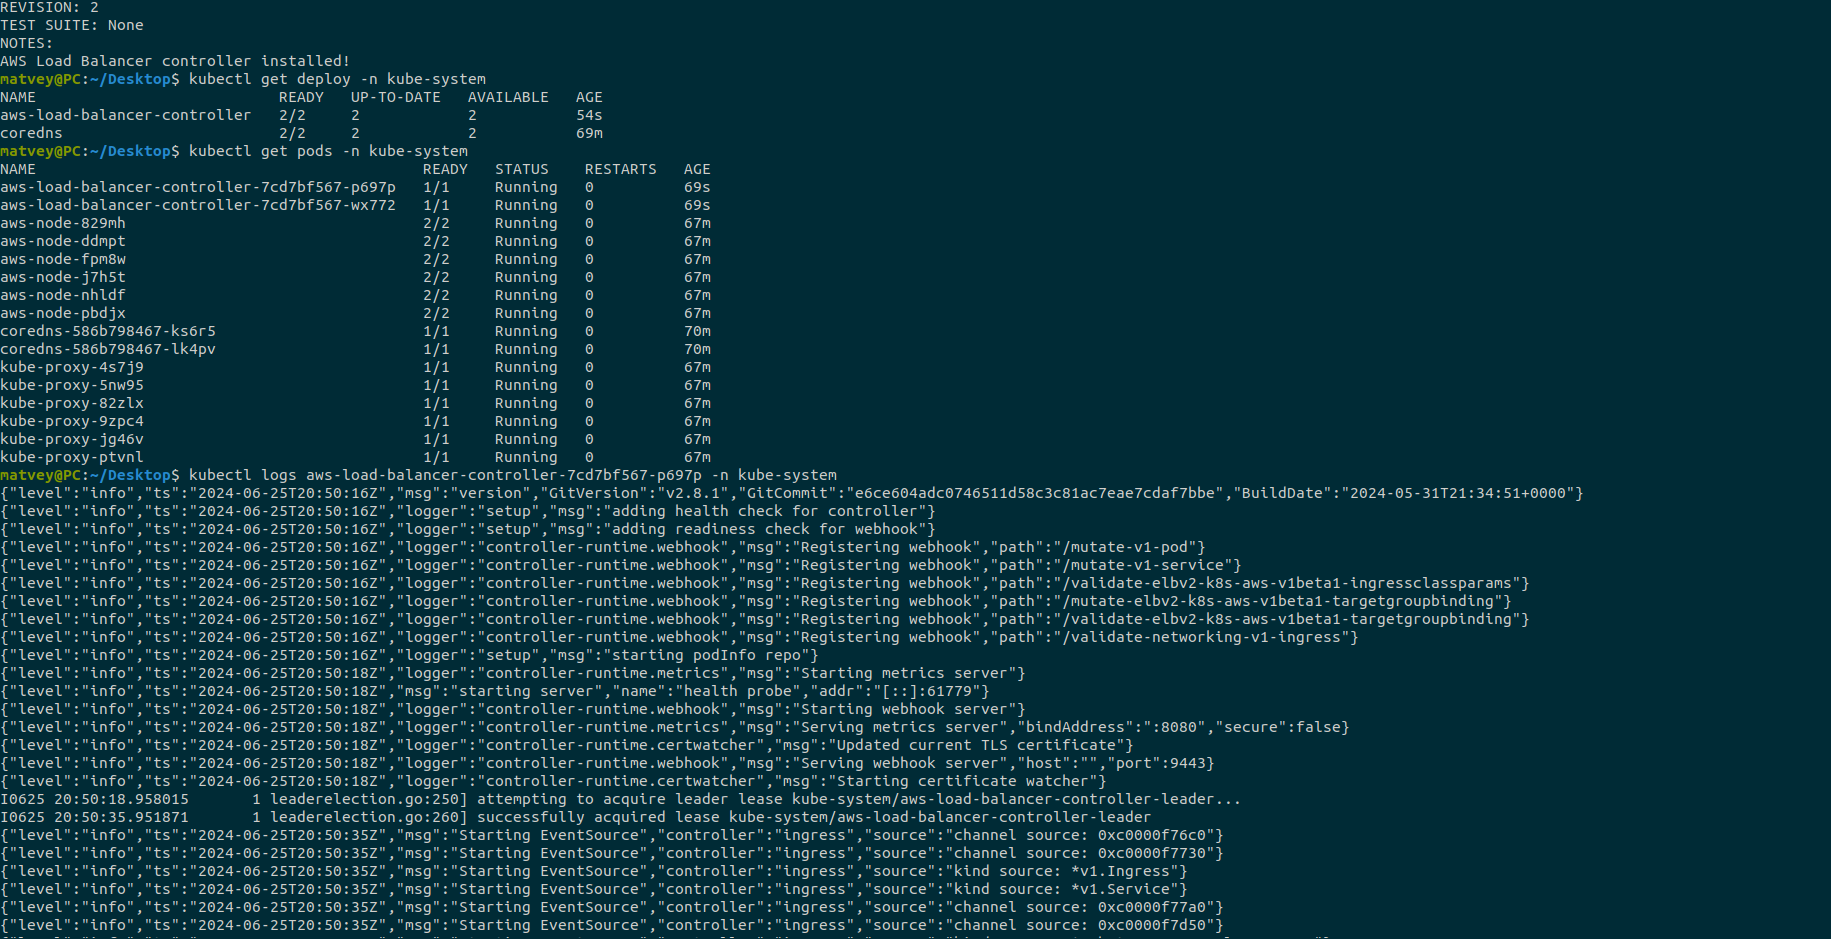 REVISION: 2
TEST SUITE: None
NOTES:
AWS Load Balancer controller installed!
matvey@PC:~/Desktop$ kubectl get deploy -n kube-system
NAME                           READY   UP-TO-DATE   AVAILABLE   AGE
aws-load-balancer-controller   2/2     2            2           54s
coredns                        2/2     2            2           69m
matvey@PC:~/Desktop$ kubectl get pods -n kube-system
NAME                                           READY   STATUS    RESTARTS   AGE
aws-load-balancer-controller-7cd7bf567-p697p   1/1     Running   0          69s
aws-load-balancer-controller-7cd7bf567-wx772   1/1     Running   0          69s
aws-node-829mh                                 2/2     Running   0          67m
aws-node-ddmpt                                 2/2     Running   0          67m
aws-node-fpm8w                                 2/2     Running   0          67m
aws-node-j7h5t                                 2/2     Running   0          67m
aws-node-nhldf                                 2/2     Running   0          67m
aws-node-pbdjx                                 2/2     Running   0          67m
coredns-586b798467-ks6r5                       1/1     Running   0          70m
coredns-586b798467-lk4pv                       1/1     Running   0          70m
kube-proxy-4s7j9                               1/1     Running   0          67m
kube-proxy-5nw95                               1/1     Running   0          67m
kube-proxy-82zlx                               1/1     Running   0          67m
kube-proxy-9zpc4                               1/1     Running   0          67m
kube-proxy-jg46v                               1/1     Running   0          67m
kube-proxy-ptvnl                               1/1     Running   0          67m
matvey@PC:~/Desktop$ kubectl logs aws-load-balancer-controller-7cd7bf567-p697p -n kube-system
{"level":"info","ts":"2024-06-25T20:50:16Z","msg":"version","GitVersion":"v2.8.1","GitCommit":"e6ce604adc0746511d58c3c81ac7eae7cdaf7bbe","BuildDate":"2024-05-31T21:34:51+0000"}
{"level":"info","ts":"2024-06-25T20:50:16Z","logger":"setup","msg":"adding health check for controller"}
{"level":"info","ts":"2024-06-25T20:50:16Z","logger":"setup","msg":"adding readiness check for webhook"}
{"level":"info","ts":"2024-06-25T20:50:16Z","logger":"controller-runtime.webhook","msg":"Registering webhook","path":"/mutate-v1-pod"}
{"level":"info","ts":"2024-06-25T20:50:16Z","logger":"controller-runtime.webhook","msg":"Registering webhook","path":"/mutate-v1-service"}
{"level":"info","ts":"2024-06-25T20:50:16Z","logger":"controller-runtime.webhook","msg":"Registering webhook","path":"/validate-elbv2-k8s-aws-v1beta1-ingressclassparams"}
{"level":"info","ts":"2024-06-25T20:50:16Z","logger":"controller-runtime.webhook","msg":"Registering webhook","path":"/mutate-elbv2-k8s-aws-v1beta1-targetgroupbinding"}
{"level":"info","ts":"2024-06-25T20:50:16Z","logger":"controller-runtime.webhook","msg":"Registering webhook","path":"/validate-elbv2-k8s-aws-v1beta1-targetgroupbinding"}
{"level":"info","ts":"2024-06-25T20:50:16Z","logger":"controller-runtime.webhook","msg":"Registering webhook","path":"/validate-networking-v1-ingress"}
{"level":"info","ts":"2024-06-25T20:50:16Z","logger":"setup","msg":"starting podInfo repo"}
{"level":"info","ts":"2024-06-25T20:50:18Z","logger":"controller-runtime.metrics","msg":"Starting metrics server"}
{"level":"info","ts":"2024-06-25T20:50:18Z","msg":"starting server","name":"health probe","addr":"[::]:61779"}
{"level":"info","ts":"2024-06-25T20:50:18Z","logger":"controller-runtime.webhook","msg":"Starting webhook server"}
{"level":"info","ts":"2024-06-25T20:50:18Z","logger":"controller-runtime.metrics","msg":"Serving metrics server","bindAddress":":8080","secure":false}
{"level":"info","ts":"2024-06-25T20:50:18Z","logger":"controller-runtime.certwatcher","msg":"Updated current TLS certificate"}
{"level":"info","ts":"2024-06-25T20:50:18Z","logger":"controller-runtime.webhook","msg":"Serving webhook server","host":"","port":9443}
{"level":"info","ts":"2024-06-25T20:50:18Z","logger":"controller-runtime.certwatcher","msg":"Starting certificate watcher"}
I0625 20:50:18.958015       1 leaderelection.go:250] attempting to acquire leader lease kube-system/aws-load-balancer-controller-leader...
I0625 20:50:35.951871       1 leaderelection.go:260] successfully acquired lease kube-system/aws-load-balancer-controller-leader
{"level":"info","ts":"2024-06-25T20:50:35Z","msg":"Starting EventSource","controller":"ingress","source":"channel source: 0xc0000f76c0"}
{"level":"info","ts":"2024-06-25T20:50:35Z","msg":"Starting EventSource","controller":"ingress","source":"channel source: 0xc0000f7730"}
{"level":"info","ts":"2024-06-25T20:50:35Z","msg":"Starting EventSource","controller":"ingress","source":"kind source: *v1.Ingress"}
{"level":"info","ts":"2024-06-25T20:50:35Z","msg":"Starting EventSource","controller":"ingress","source":"kind source: *v1.Service"}
{"level":"info","ts":"2024-06-25T20:50:35Z","msg":"Starting EventSource","controller":"ingress","source":"channel source: 0xc0000f77a0"}
{"level":"info","ts":"2024-06-25T20:50:35Z","msg":"Starting EventSource","controller":"ingress","source":"channel source: 0xc0000f7d50"}